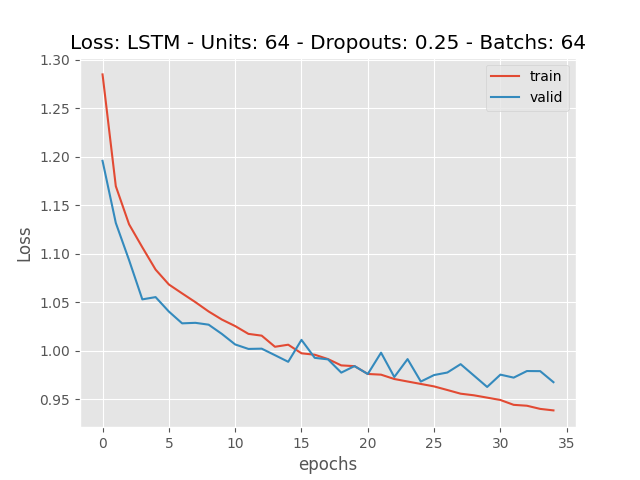 Loss: LSTM - Units: 64 - Dropouts: 0.25 - Batchs: 64
1.30
1.25
1.20
1.15
1.10
1.05
1.00
0.95
Loss
train
valid
0 5 10 15 20 25 30 35
epochs